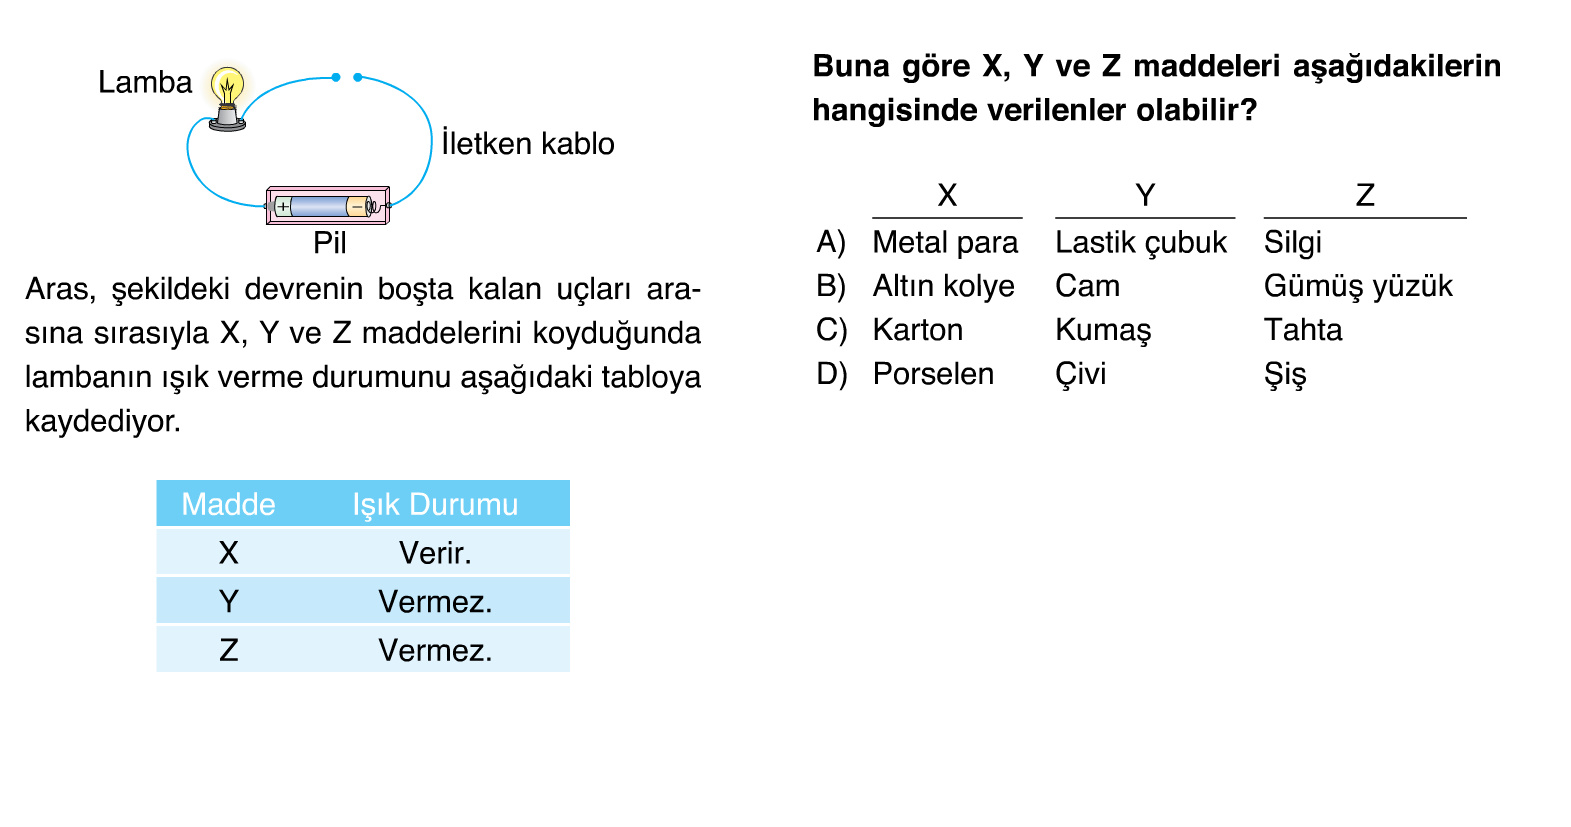 Lamba
İletken kablo
+
−
Pil
Aras, şekildeki devrenin boşta kalan uçları ara-
sına sırasıyla X, Y ve Z maddelerini koyduğunda
lambanın ışık verme durumunu aşağıdaki tabloya
kaydediyor.
Madde Işık Durumu
X Verir.
Y Vermez.
Z Vermez.
Buna göre X, Y ve Z maddeleri aşağıdakilerin
hangisinde verilenler olabilir?
X Y Z
A) Metal para Lastik çubuk Silgi
B) Altın kolye Cam Gümüş yüzük
C) Karton Kumaş Tahta
D) Porselen Çivi Şiş